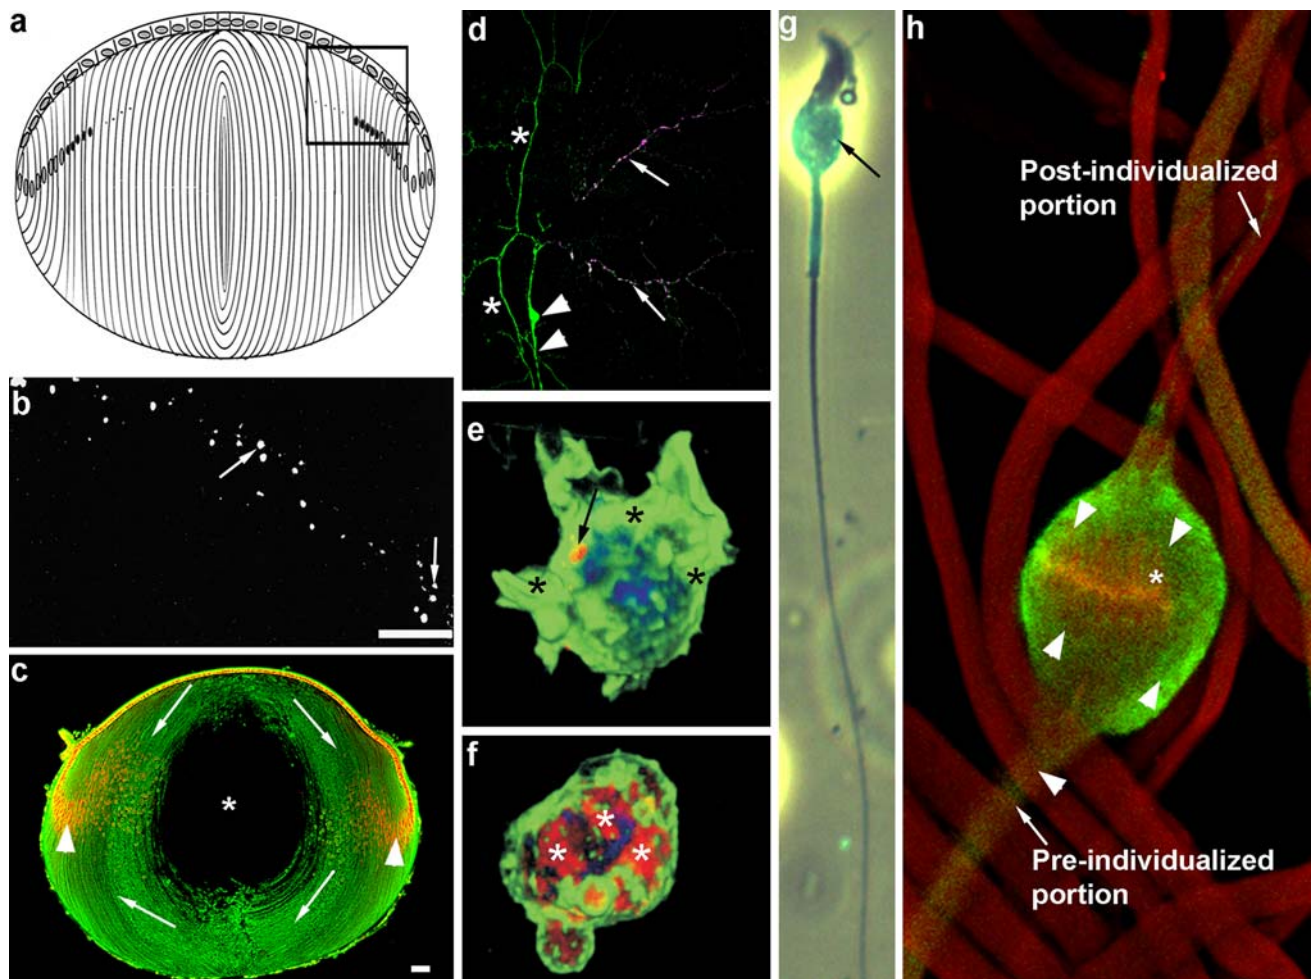 a
b
c
d
e
f
g
h
Post-individualized
portion
Pre-individualized
portion